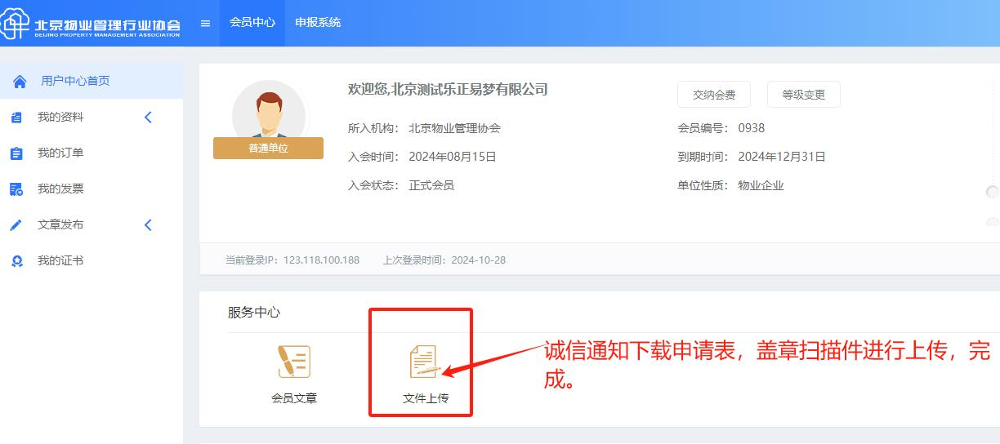 北京物业管理行业协会
BEIJING PROPERTY MANAGEMENT ASSOCIATION
会员中心
申报系统
用户中心首页
我的资料
我的订单
我的发票
文章发布
我的证书
普通单位
欢迎您,北京测试乐正易梦有限公司
交纳会费
等级变更
所入机构: 北京物业管理协会
会员编号: 0938
入会时间: 2024年08月15日
到期时间: 2024年12月31日
入会状态: 正式会员
单位性质: 物业企业
当前登录IP: 123.118.100.188
上次登录时间: 2024-10-28
服务中心
会员文章
文件上传
诚信通知下载申请表，盖章扫描件进行上传，完
成。